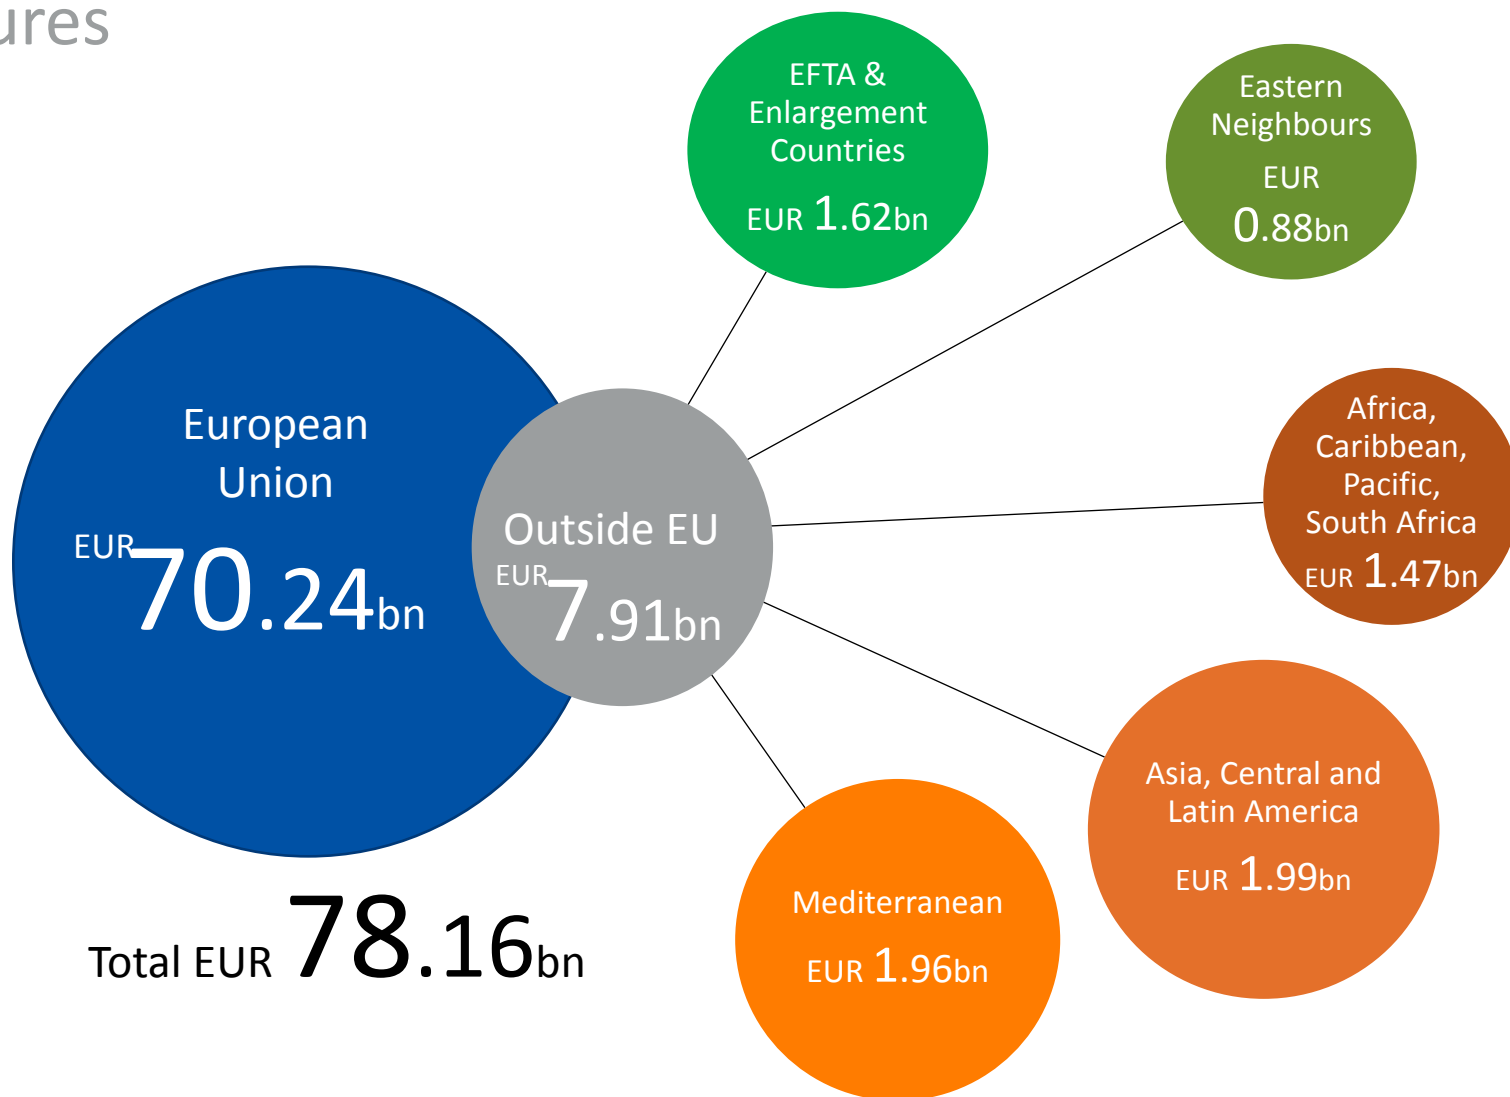 ures
EFTA &
Enlargement
Countries
EUR 1.62bn
Eastern
Neighbours
EUR
0.88bn
European
Union
EUR
70.24bn
Outside EU
EUR
7.91bn
Africa,
Caribbean,
Pacific,
South Africa
EUR 1.47bn
Asia, Central and
Latin America
EUR 1.99bn
Mediterranean
EUR 1.96bn
Total EUR 78.16bn